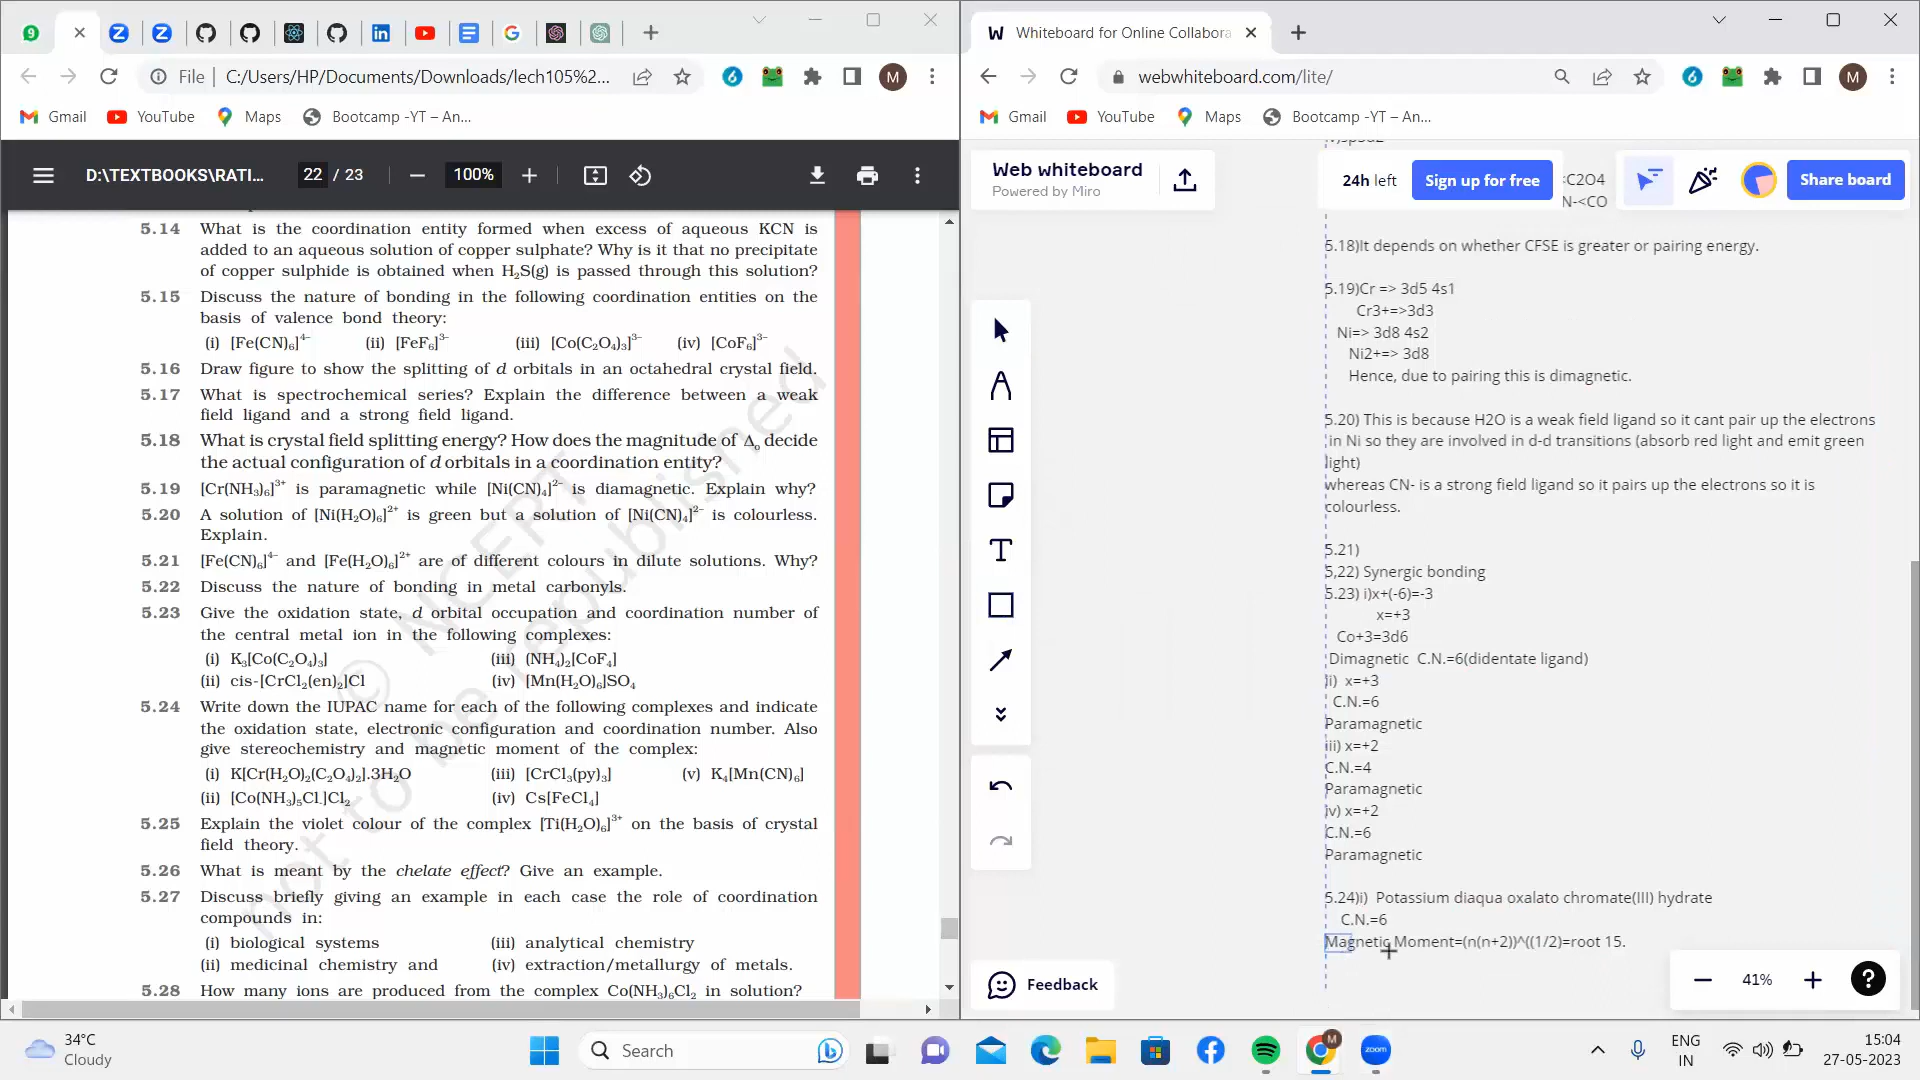 9
File
C:/Users/HP/Documents/Downloads/lech105%2...
M
Gmail
YouTube
Maps
Bootcamp -YT – An...
D:\TEXTBOOKS\RATI...
22 / 23
100%
5.14 What is the coordination entity formed when excess of aqueous KCN is
added to an aqueous solution of copper sulphate? Why is it that no precipitate
of copper sulphide is obtained when H₂S(g) is passed through this solution?
5.15 Discuss the nature of bonding in the following coordination entities on the
basis of valence bond theory:
(i) [Fe(CN)₆]⁴⁻ (ii) [FeF₆]³⁻ (iii) [Co(C₂O₄)₃]³⁻ (iv) [CoF₆]³⁻
5.16 Draw figure to show the splitting of d orbitals in an octahedral crystal field.
5.17 What is spectrochemical series? Explain the difference between a weak
field ligand and a strong field ligand.
5.18 What is crystal field splitting energy? How does the magnitude of Δₒ decide
the actual configuration of d orbitals in a coordination entity?
5.19 [Cr(NH₃)₆]³⁺ is paramagnetic while [Ni(CN)₄]²⁻ is diamagnetic. Explain why?
5.20 A solution of [Ni(H₂O)₆]²⁺ is green but a solution of [Ni(CN)₄]²⁻ is colourless.
Explain.
5.21 [Fe(CN)₆]⁴⁻ and [Fe(H₂O)₆]²⁺ are of different colours in dilute solutions. Why?
5.22 Discuss the nature of bonding in metal carbonyls.
5.23 Give the oxidation state, d orbital occupation and coordination number of
the central metal ion in the following complexes:
(i) K₃[Co(C₂O₄)₃] (iii) (NH₄)₂[CoF₄]
(ii) cis-[CrCl₂(en)₂]Cl (iv) [Mn(H₂O)₆]SO₄
5.24 Write down the IUPAC name for each of the following complexes and indicate
the oxidation state, electronic configuration and coordination number. Also
give stereochemistry and magnetic moment of the complex:
(i) K[Cr(H₂O)₂(C₂O₄)₂].3H₂O (iii) [CrCl₃(py)₃] (v) K₄[Mn(CN)₆]
(ii) [Co(NH₃)₅Cl.]Cl₂ (iv) Cs[FeCl₄]
5.25 Explain the violet colour of the complex [Ti(H₂O)₆]³⁺ on the basis of crystal
field theory.
5.26 What is meant by the chelate effect? Give an example.
5.27 Discuss briefly giving an example in each case the role of coordination
compounds in:
(i) biological systems (iii) analytical chemistry
(ii) medicinal chemistry and (iv) extraction/metallurgy of metals.
5.28 How many ions are produced from the complex Co(NH₃)₆Cl₂ in solution?
© NCERT
not to be republished
W Whiteboard for Online Collabora
webwhiteboard.com/lite/
M
Gmail
YouTube
Maps
Bootcamp -YT – An...
Web whiteboard
Powered by Miro
24h left
Sign up for free
Share board
<C2O4
N-<CO
5.18)It depends on whether CFSE is greater or pairing energy.
5.19)Cr => 3d5 4s1
Cr3+=>3d3
Ni=> 3d8 4s2
Ni2+=> 3d8
Hence, due to pairing this is dimagnetic.
5.20) This is because H2O is a weak field ligand so it cant pair up the electrons
in Ni so they are involved in d-d transitions (absorb red light and emit green
light)
whereas CN- is a strong field ligand so it pairs up the electrons so it is
colourless.
5.21)
5,22) Synergic bonding
5.23) i)x+(-6)=-3
x=+3
Co+3=3d6
Dimagnetic C.N.=6(didentate ligand)
ii) x=+3
C.N.=6
Paramagnetic
iii) x=+2
C.N.=4
Paramagnetic
iv) x=+2
C.N.=6
Paramagnetic
5.24)i) Potassium diaqua oxalato chromate(III) hydrate
C.N.=6
Magnetic Moment=(n(n+2))^((1/2)=root 15.
Feedback
41%
34°C
Cloudy
Search
zoom
ENG
IN
15:04
27-05-2023